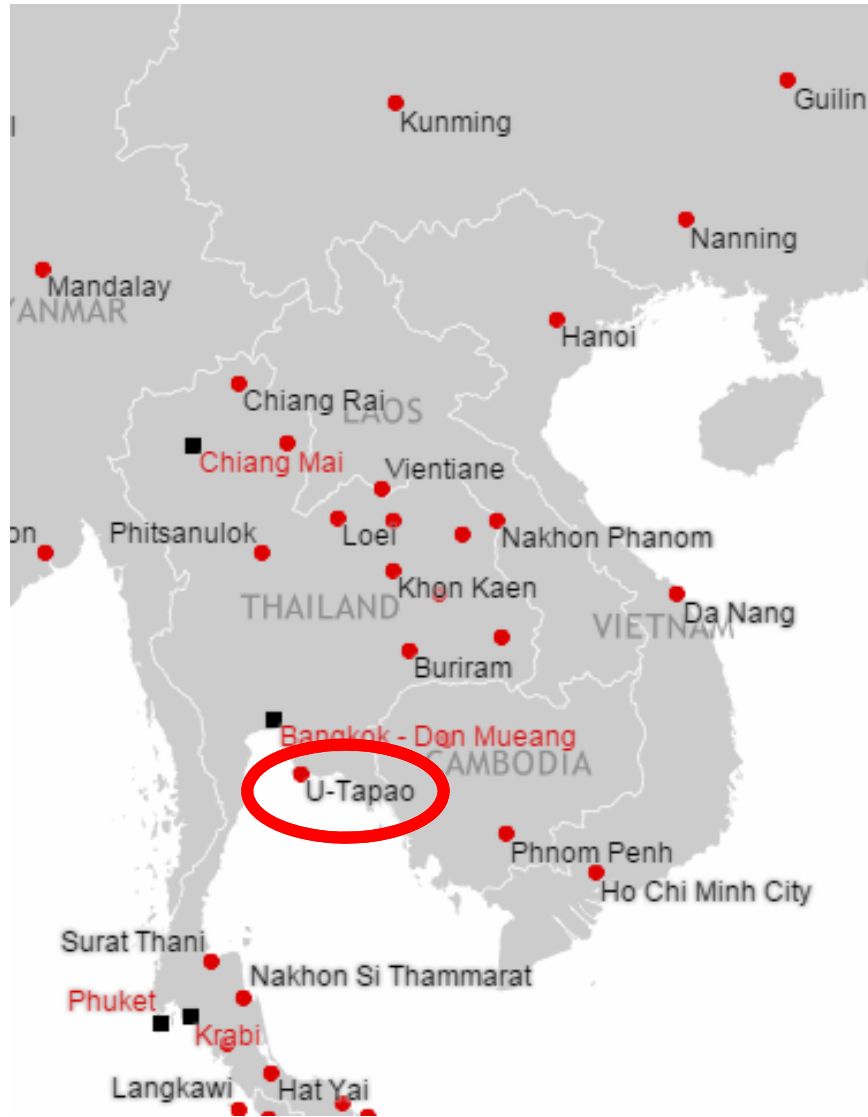 Guilin
Kunming
Nanning
Mandalay
YANMAR
Hanoi
Chiang Rai
LAOS
Chiang Mai
Vientiane
on
Phitsanulok
Loei
Nakhon Phanom
Khon Kaen
THAILAND
Da Nang
VIETNAM
Buriram
Bangkok - Don Mueang
CAMBODIA
U-Tapao
Phnom Penh
Ho Chi Minh City
Surat Thani
Nakhon Si Thammarat
Phuket
Krabi
Langkawi
Hat Yai